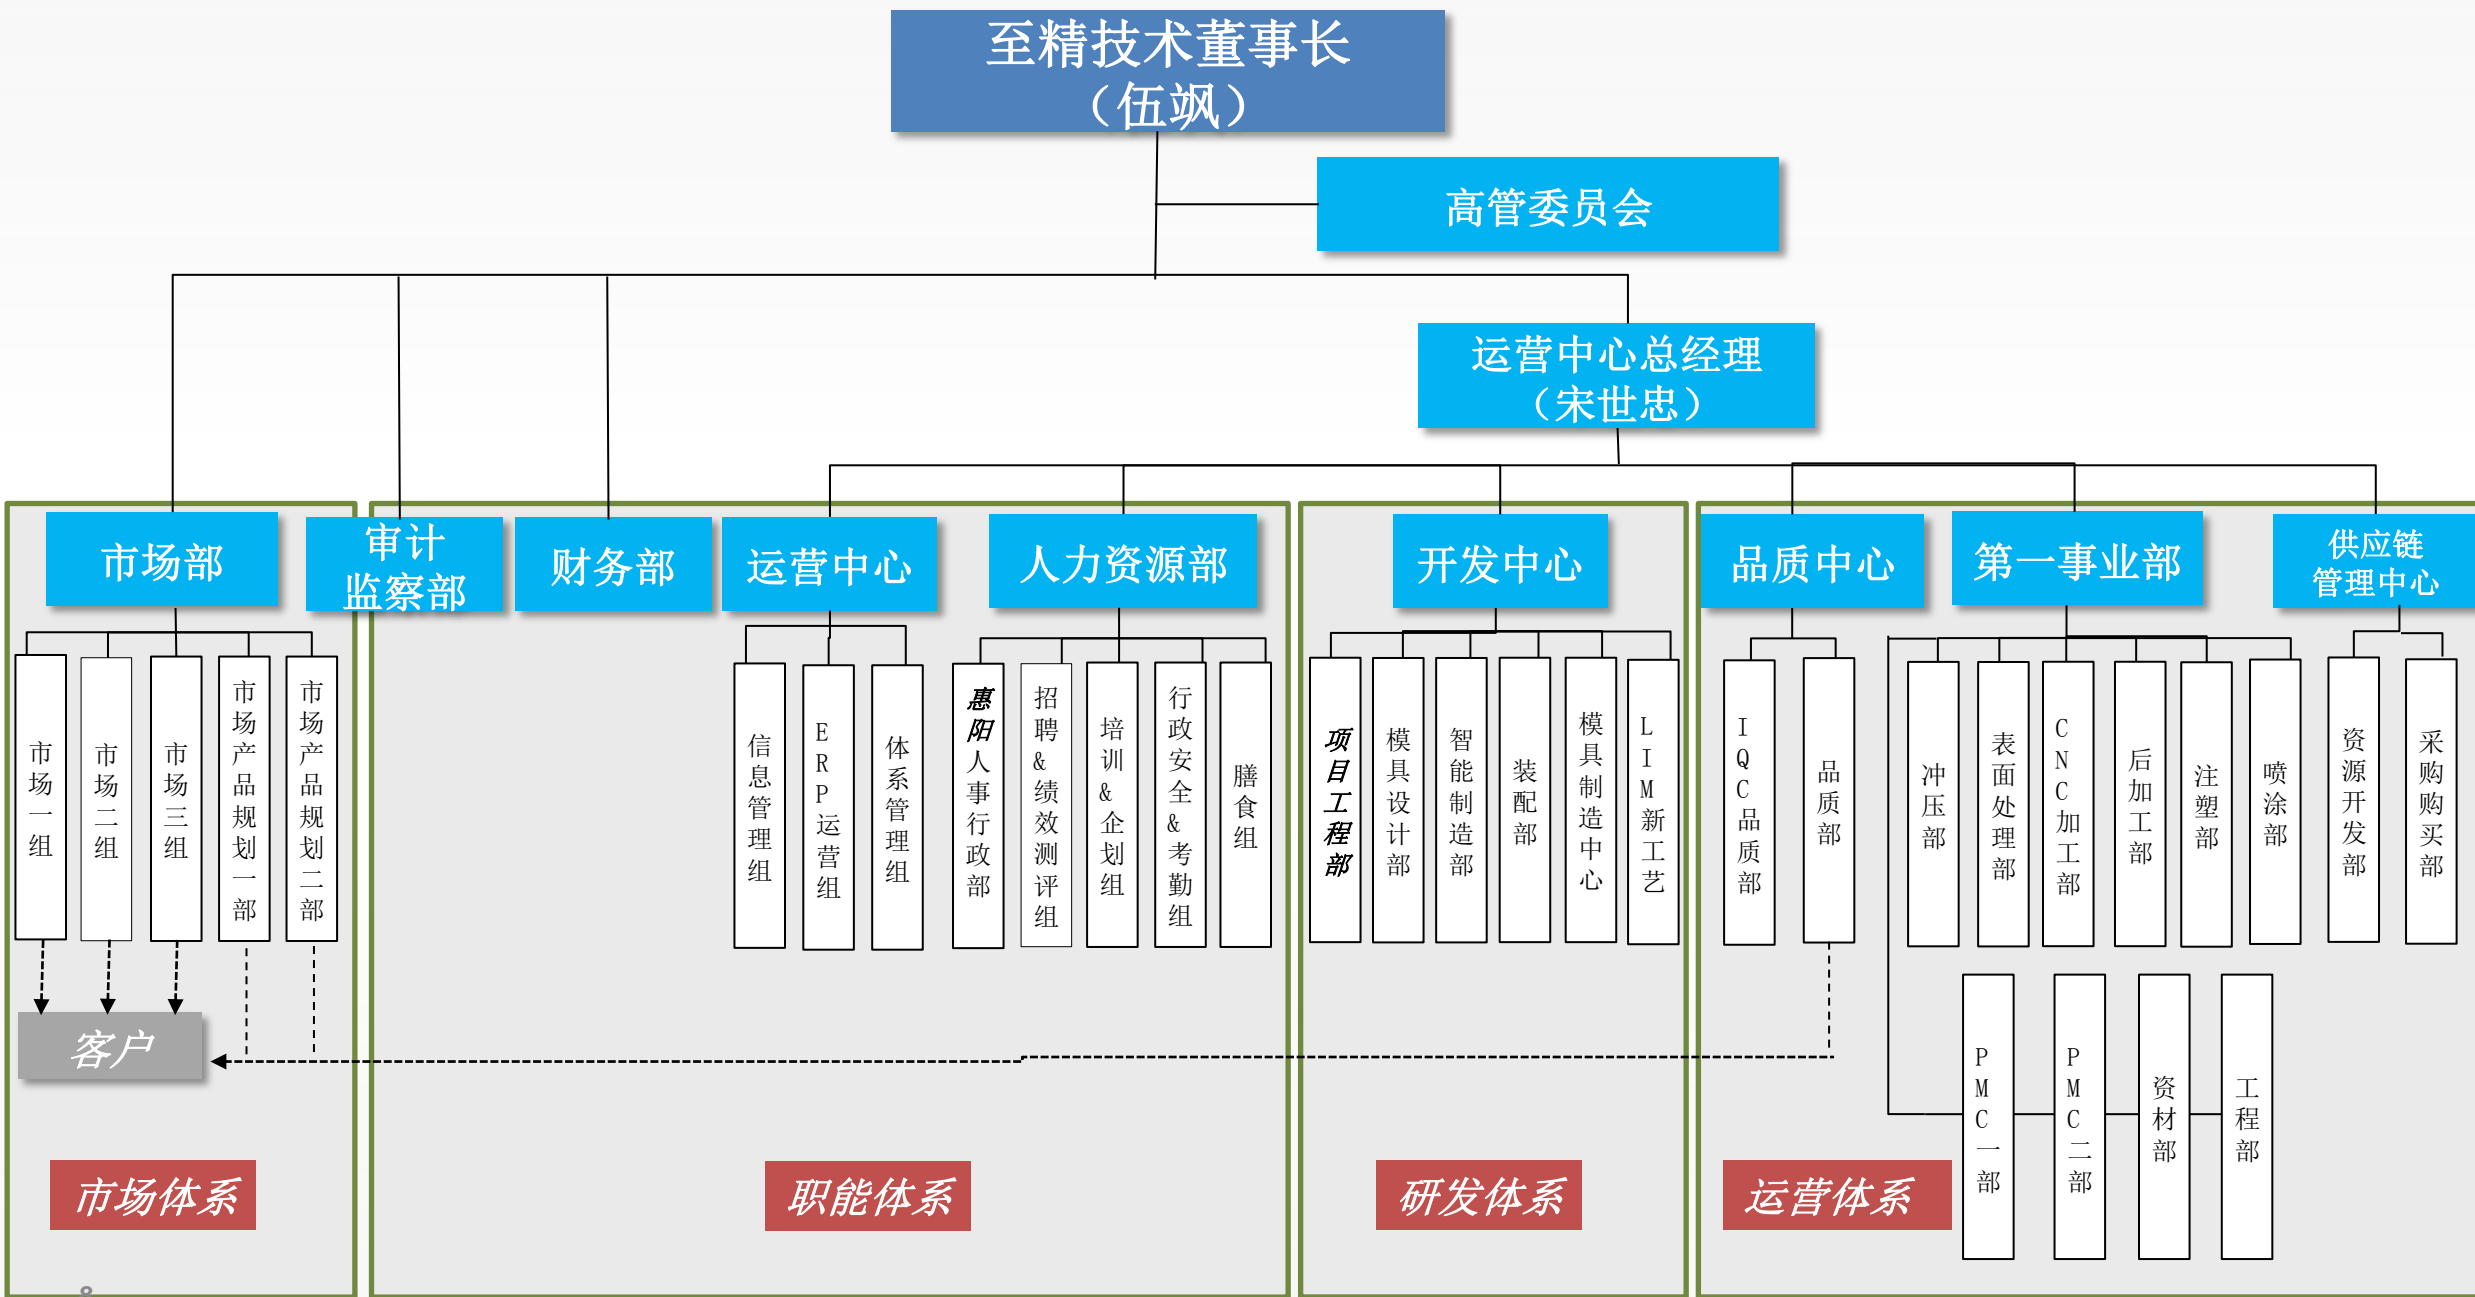 至精技术董事长
（伍飒）
高管委员会
运营中心总经理
（宋世忠）
市场部
审计
监察部
财务部
运营中心
人力资源部
开发中心
品质中心
第一事业部
供应链
管理中心
市场一组
市场二组
市场三组
市场产品规划一部
市场产品规划二部
信息管理组
ERP运营组
体系管理组
惠阳人事行政部
招聘&绩效测评组
培训&企划组
行政安全&考勤组
膳食组
项目工程部
模具设计部
智能制造部
装配部
模具制造中心
LIM新工艺
IQC品质部
品质部
冲压部
表面处理部
CNC加工部
后加工部
注塑部
喷涂部
资源开发部
采购购买部
客户
PMC一部
PMC二部
资材部
工程部
市场体系
职能体系
研发体系
运营体系
8